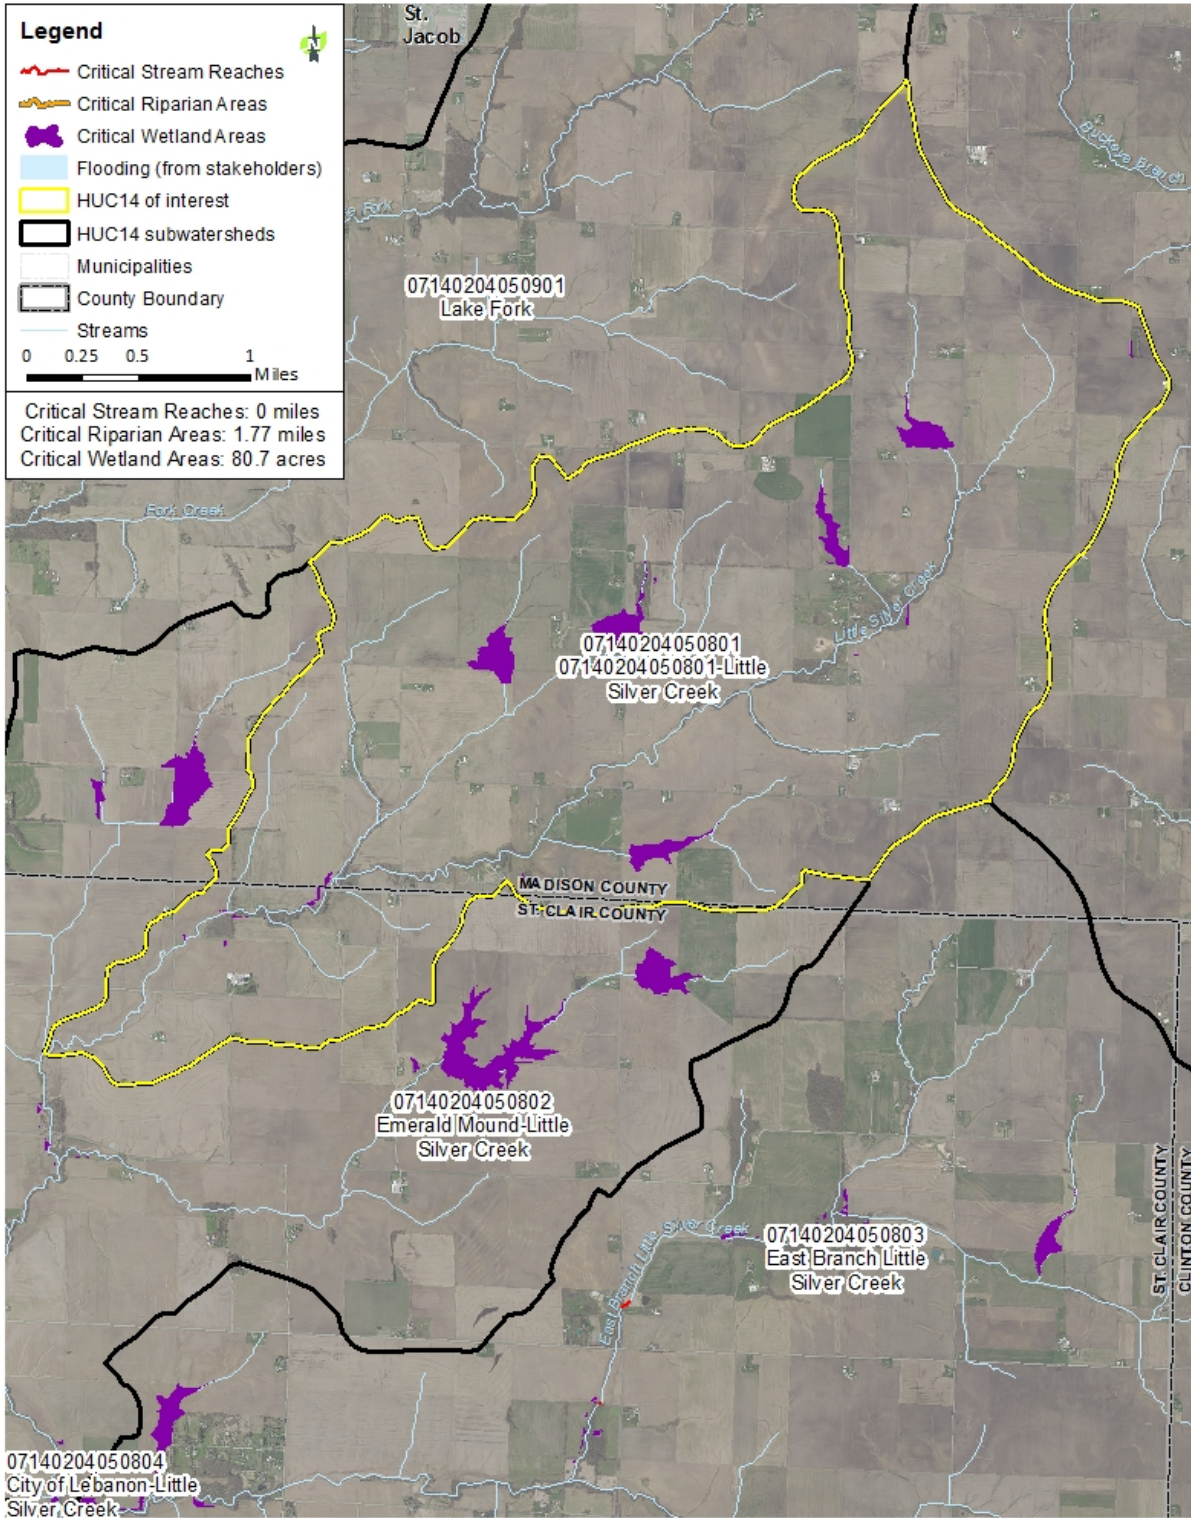 Legend
N
Critical Stream Reaches
Critical Riparian Areas
Critical Wetland Areas
Flooding (from stakeholders)
HUC14 of interest
HUC14 subwatersheds
Municipalities
County Boundary
Streams
0 0.25 0.5 1
Miles
Critical Stream Reaches: 0 miles
Critical Riparian Areas: 1.77 miles
Critical Wetland Areas: 80.7 acres
St.
Jacob
Buckeye Branch
Fork
07140204050901
Lake Fork
Fork Creek
Little Silver Creek
07140204050801
07140204050801-Little
Silver Creek
MADISON COUNTY
ST. CLAIR COUNTY
07140204050802
Emerald Mound-Little
Silver Creek
East Branch Little Silver Creek
07140204050803
East Branch Little
Silver Creek
ST. CLAIR COUNTY
CLINTON COUNTY
07140204050804
City of Lebanon-Little
Silver Creek